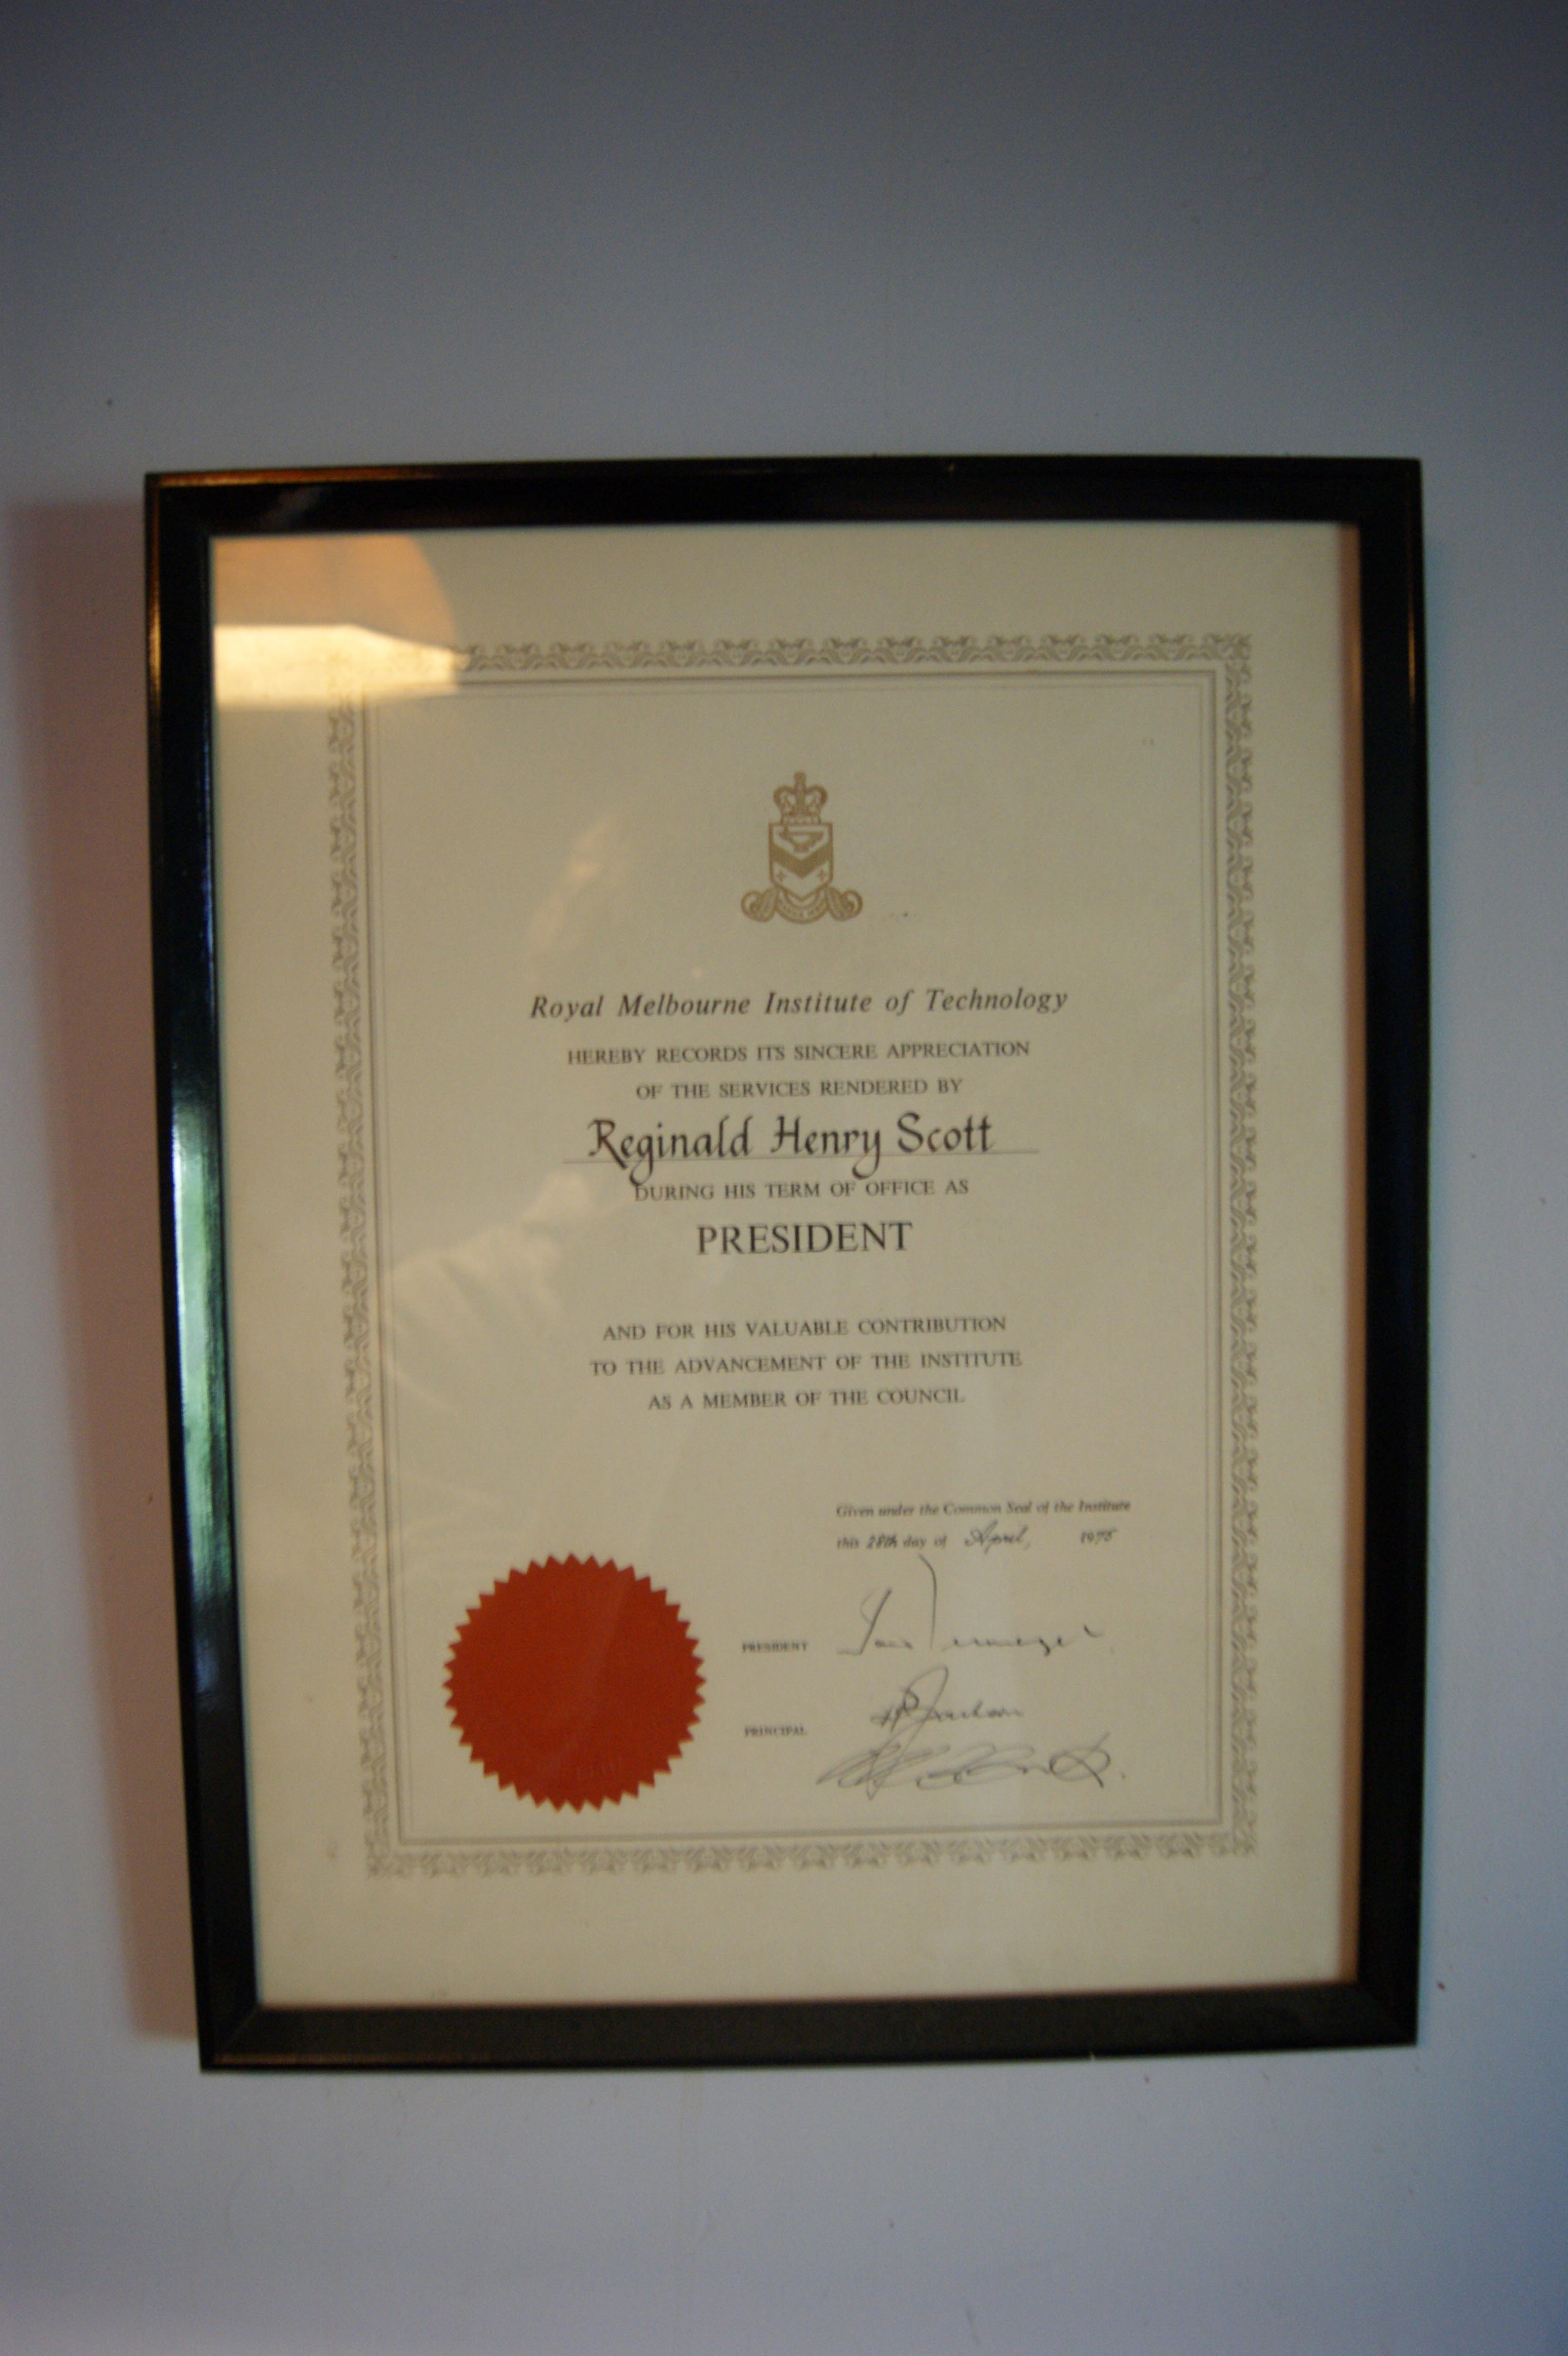 Royal Melbourne Institute of Technology
HEREBY RECORDS ITS SINCERE APPRECIATION
OF THE SERVICES RENDERED BY
Reginald Henry Scott
DURING HIS TERM OF OFFICE AS
PRESIDENT
AND FOR HIS VALUABLE CONTRIBUTION
TO THE ADVANCEMENT OF THE INSTITUTE
AS A MEMBER OF THE COUNCIL
Given under the Common Seal of the Institute
this 28th day of April, 1975
PRESIDENT
PRINCIPAL